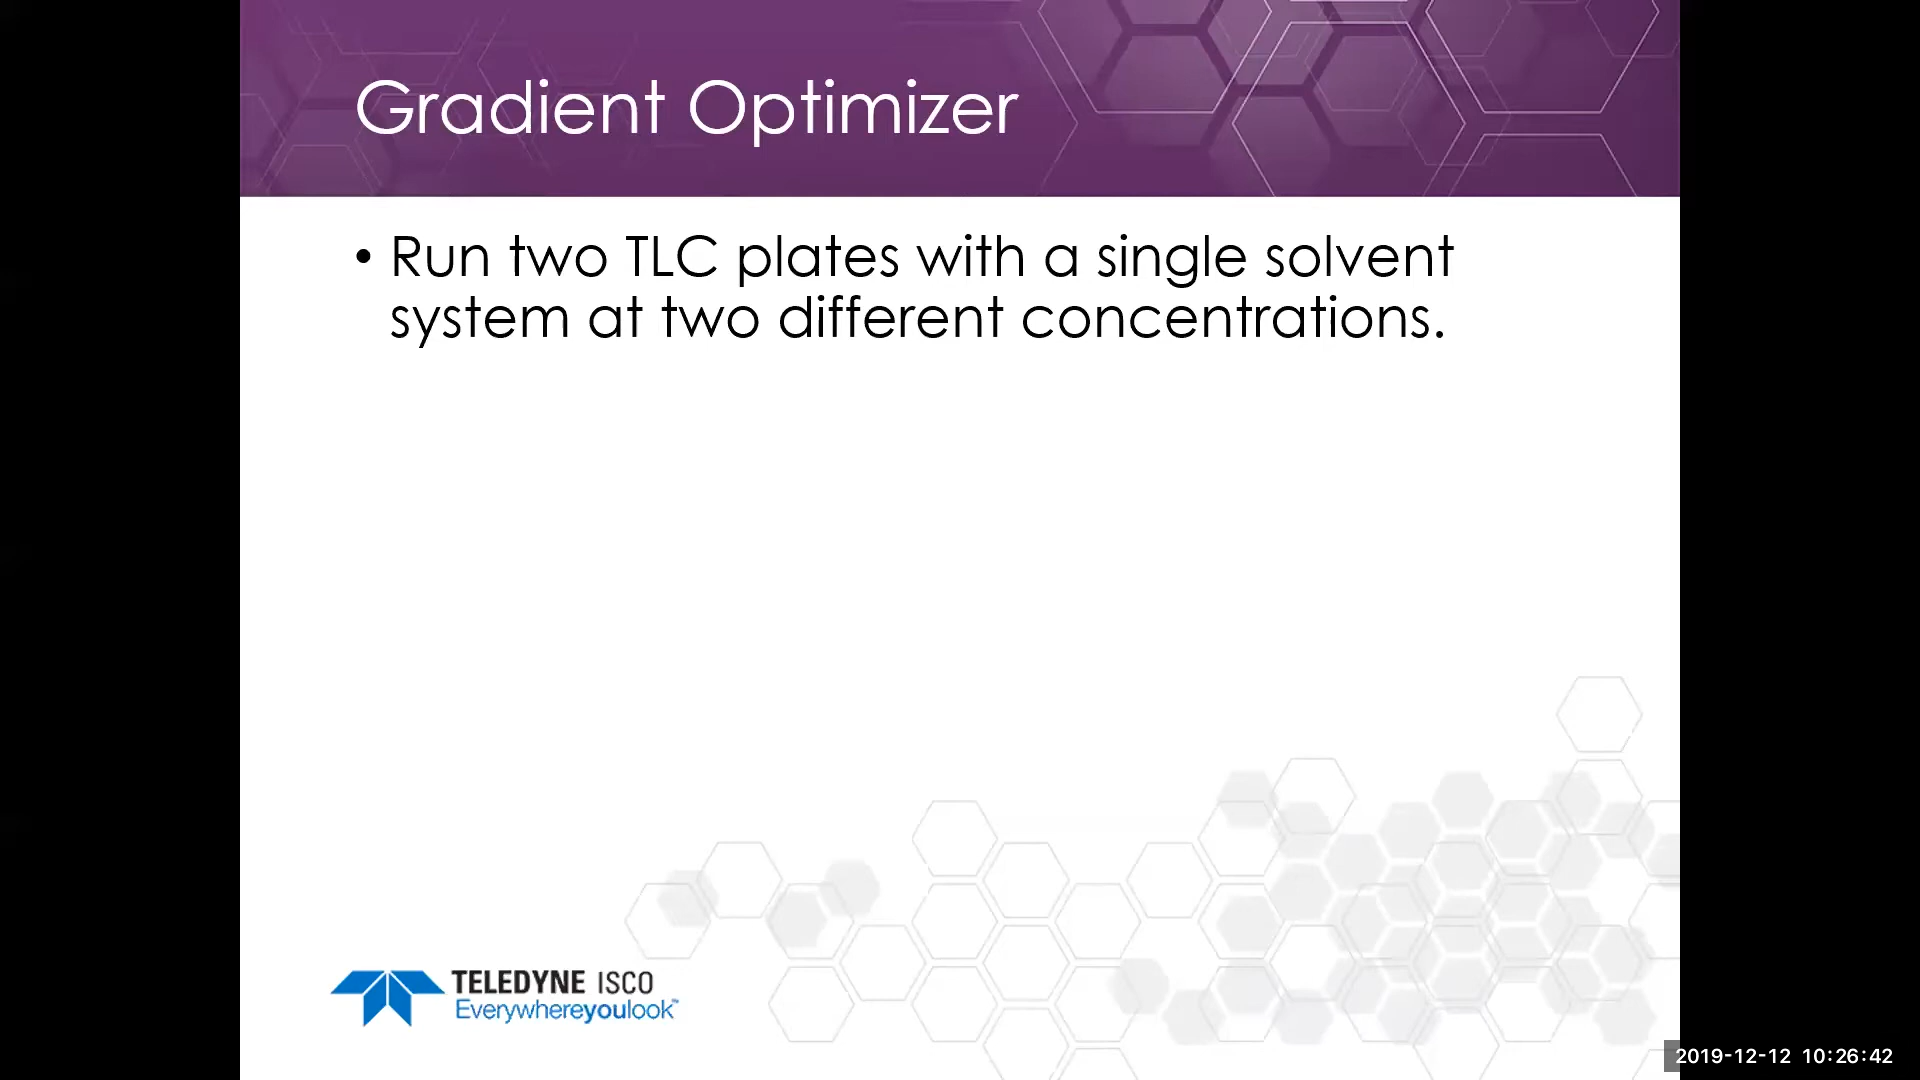 Gradient Optimizer
• Run two TLC plates with a single solvent
system at two different concentrations.
TELEDYNE ISCO
Everywhereyoulook™
2019-12-12 10:26:42